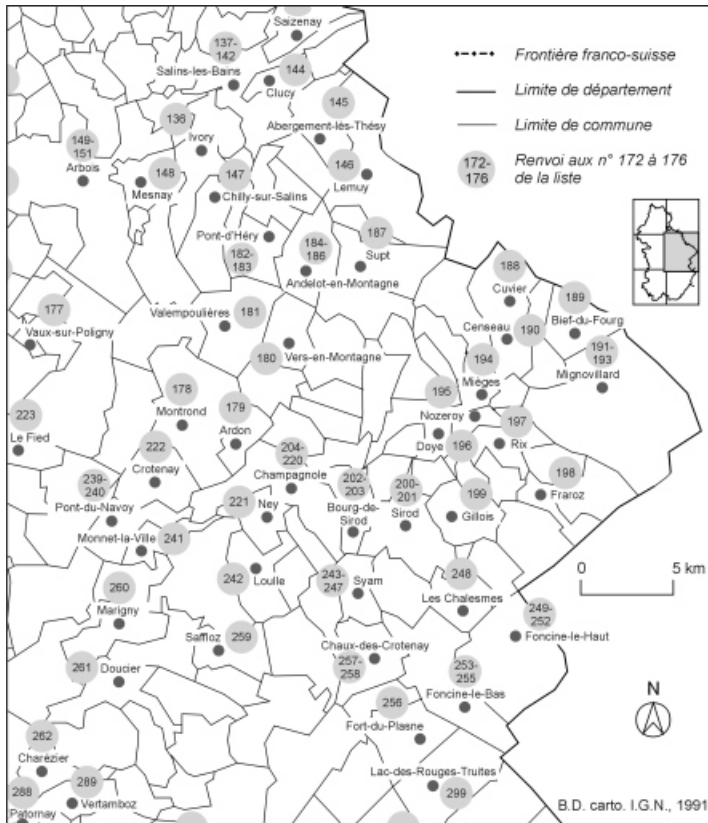 Saizenay
137-
142
Salins-les-Bains
144
Clucy
Frontière franco-suisse
145
Limite de département
136
Abergement-lès-Thésy
Ivory
Limite de commune
149-
151
Arbois
148
Mesnay
147
Chilly-sur-Salins
146
Lemuy
172-
176
Renvoi aux n° 172 à 176
de la liste
Pont-d'Héry
187
184-
186
Supt
182-
183
188
Andelot-en-Montagne
Cuvier
189
177
Valempoulières
181
Censeau
190
Bief-du-Fourg
Vaux-sur-Poligny
191-
193
180
Vers-en-Montagne
194
Mièges
Mignovillard
178
195
179
Nozeroy
197
223
Montrond
Le Fied
222
Ardon
Doye
196
Rix
204-
220
Crotenay
Champagnole
198
239-
240
202-
203
200-
201
199
Fraroz
Pont-du-Navoy
221
Ney
Bourg-de-
Sirod
Sirod
Gillois
Monnet-la-Ville
241
0
5 km
242
Loulle
243-
247
Syam
248
260
Les Chalesmes
Marigny
249-
252
Saffloz
259
Chaux-des-Crotenay
Foncine-le-Haut
261
Doucier
257-
258
253-
255
Foncine-le-Bas
N
256
Fort-du-Plasne
262
Charézier
Lac-des-Rouges-Truites
288
289
Vertamboz
299
Patornay
B.D. carto. I.G.N., 1991